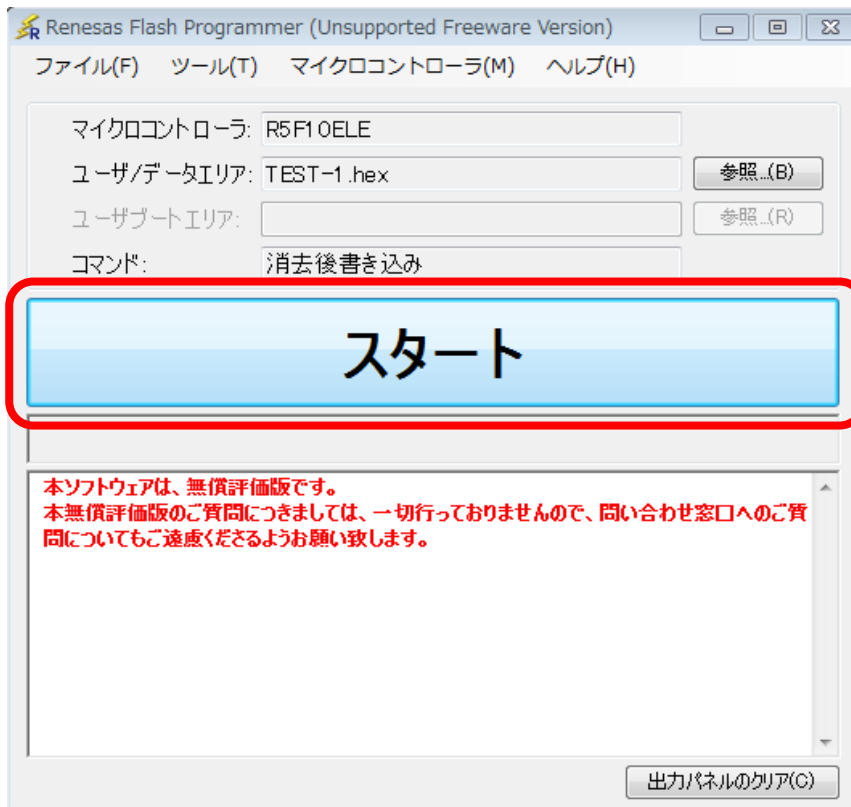 Renesas Flash Programmer (Unsupported Freeware Version)
ファイル(F) ツール(T) マイクロコントローラ(M) ヘルプ(H)
マイクロコントローラ: R5F10ELE
ユーザ/データエリア: TEST-1.hex 参照...(B)
ユーザブートエリア: 参照...(R)
コマンド: 消去後書き込み
スタート
本ソフトウェアは、無償評価版です。
本無償評価版のご質問につきましては、一切行っておりませんので、問い合わせ窓口へのご質
問についてもご遠慮くださるようお願い致します。
出力パネルのクリア(C)